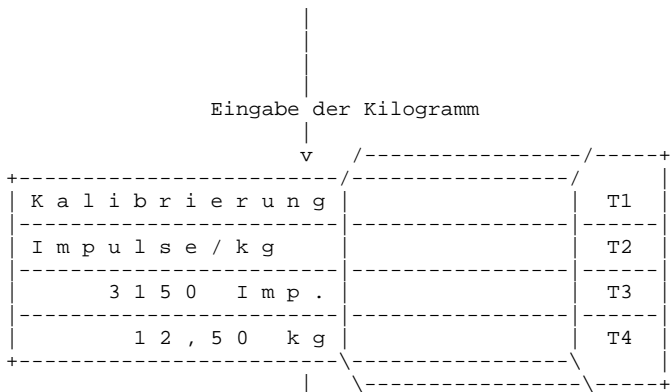 Eingabe der Kilogramm
v
Kalibrierung T1
Impulse/kg T2
3150 Imp. T3
12,50 kg T4